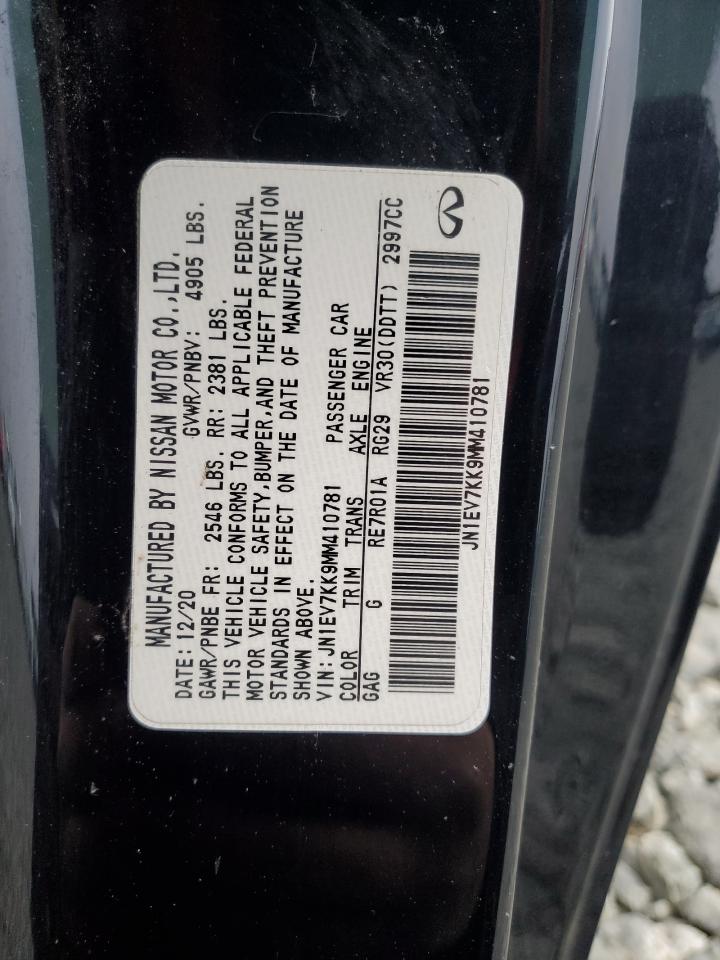 MANUFACTURED BY NISSAN MOTOR CO.,LTD.
DATE: 12/20 GVWR/PNBV: 4905 LBS.
GAWR/PNBE FR: 2546 LBS. RR: 2381 LBS.
THIS VEHICLE CONFORMS TO ALL APPLICABLE FEDERAL
MOTOR VEHICLE SAFETY,BUMPER,AND THEFT PREVENTION
STANDARDS IN EFFECT ON THE DATE OF MANUFACTURE
SHOWN ABOVE.
VIN: JN1EV7KK9MM410781 PASSENGER CAR
COLOR TRIM TRANS AXLE ENGINE
GAG G RE7R01A RG29 VR30(DDTT) 2997CC
JN1EV7KK9MM410781